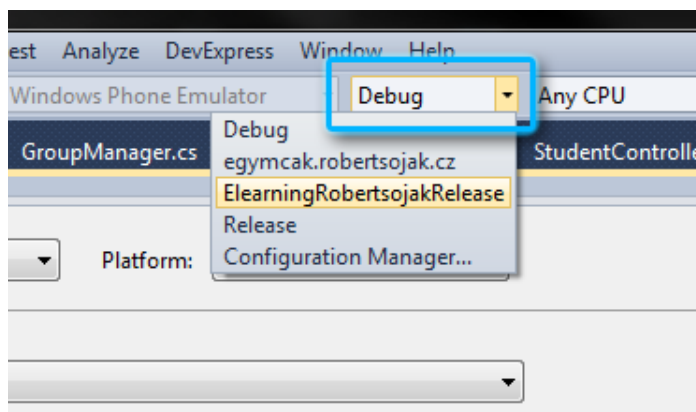 est Analyze DevExpress Window Help
Windows Phone Emulator Debug Any CPU
Debug
GroupManager.cs StudentControlle
egymcak.robertsojak.cz
ElearningRobertsojakRelease
Release
Platform: Configuration Manager...